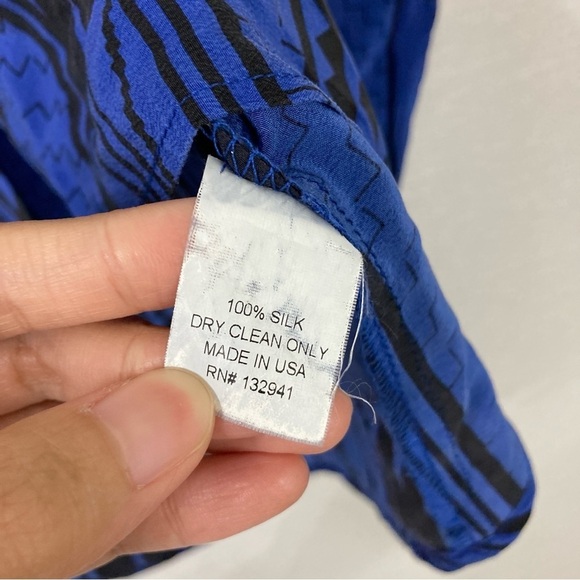 100% SILK
DRY CLEAN ONLY
MADE IN USA
RN# 132941